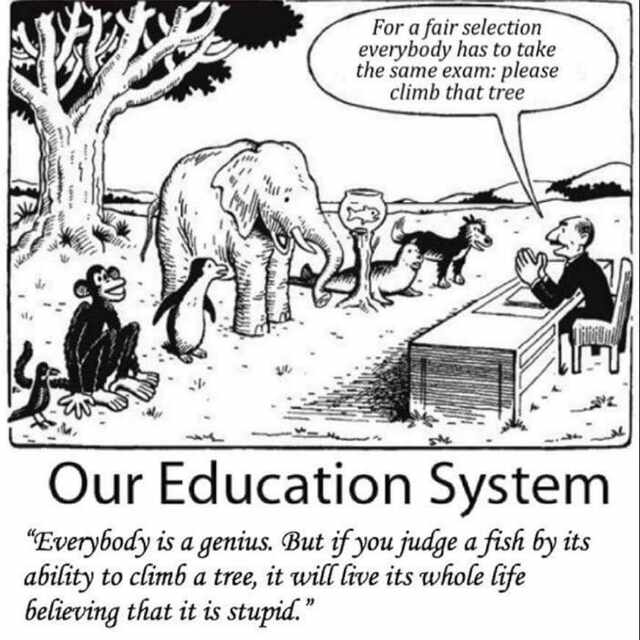 For a fair selection
everybody has to take
the same exam: please
climb that tree
Our Education System
“Everybody is a genius. But if you judge a fish by its
ability to climb a tree, it will live its whole life
believing that it is stupid.”